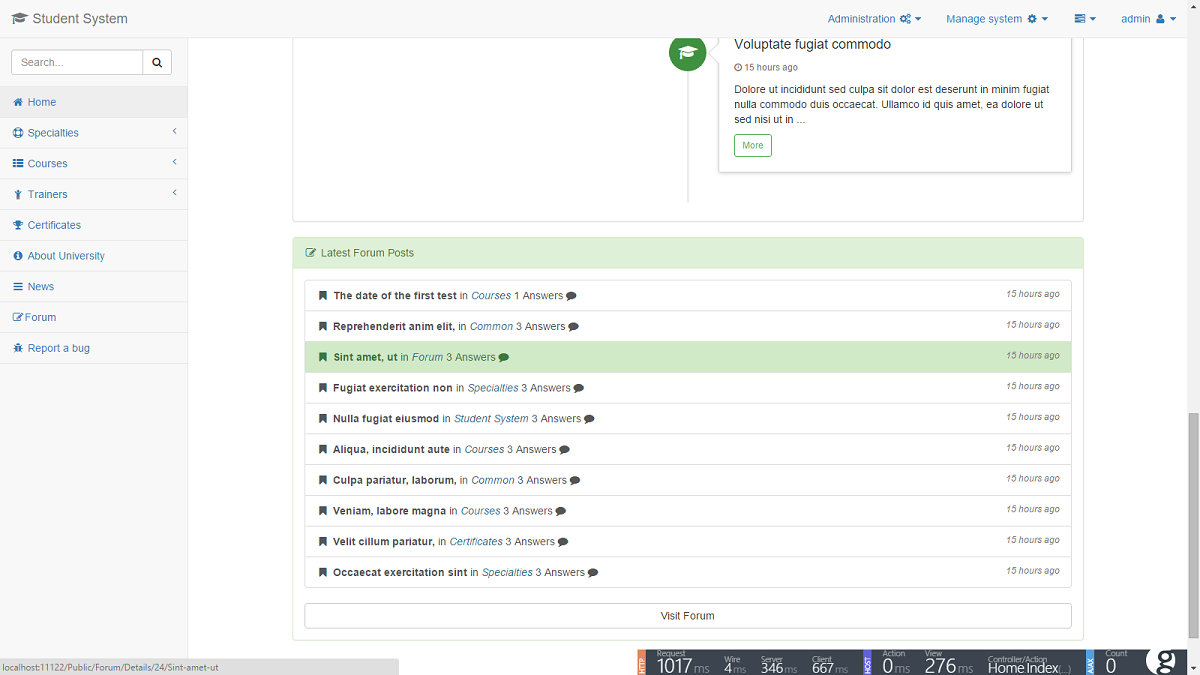 Student System
Administration
Manage system
admin
Search...
Home
Specialties
Courses
Trainers
Certificates
About University
News
Forum
Report a bug
Voluptate fugiat commodo
15 hours ago
Dolore ut incididunt sed culpa sit dolor est deserunt in minim fugiat
nulla commodo duis occaecat. Ullamco id quis amet, ea dolore ut
sed nisi ut in ...
More
Latest Forum Posts
The date of the first test in Courses 1 Answers 15 hours ago
Reprehenderit anim elit, in Common 3 Answers 15 hours ago
Sint amet, ut in Forum 3 Answers 15 hours ago
Fugiat exercitation non in Specialties 3 Answers 15 hours ago
Nulla fugiat eiusmod in Student System 3 Answers 15 hours ago
Aliqua, incididunt aute in Courses 3 Answers 15 hours ago
Culpa pariatur, laborum, in Common 3 Answers 15 hours ago
Veniam, labore magna in Courses 3 Answers 15 hours ago
Velit cillum pariatur, in Certificates 3 Answers 15 hours ago
Occaecat exercitation sint in Specialties 3 Answers 15 hours ago
Visit Forum
localhost:11122/Public/Forum/Details/24/Sint-amet-ut
HTTP
Request
1017 ms
Wire
4 ms
Server
346 ms
Client
667 ms
HOST
Action
0 ms
View
276 ms
Controller/Action
Home.Index(...)
AJAX
Count
0
g